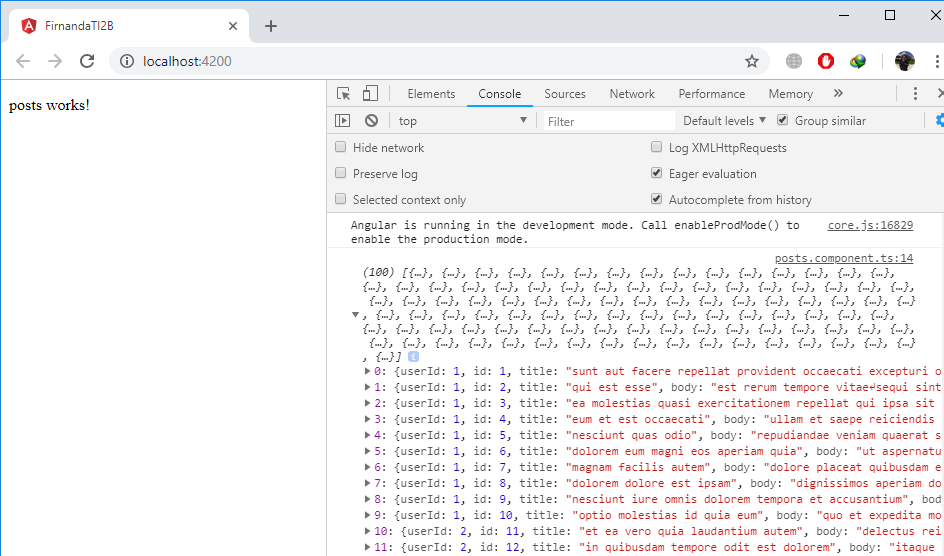 FirnandaTI2B
localhost:4200
posts works!
Elements Console Sources Network Performance Memory »
top Filter Default levels Group similar
Hide network Log XMLHttpRequests
Preserve log Eager evaluation
Selected context only Autocomplete from history
Angular is running in the development mode. Call enableProdMode() to core.js:16829
enable the production mode.
posts.component.ts:14
(100) [{…}, {…}, {…}, {…}, {…}, {…}, {…}, {…}, {…}, {…}, {…}, {…}, {…}, {…}, {…},
{…}, {…}, {…}, {…}, {…}, {…}, {…}, {…}, {…}, {…}, {…}, {…}, {…}, {…}, {…}, {…}, {…},
{…}, {…}, {…}, {…}, {…}, {…}, {…}, {…}, {…}, {…}, {…}, {…}, {…}, {…}, {…}, {…}, {…}
, {…}, {…}, {…}, {…}, {…}, {…}, {…}, {…}, {…}, {…}, {…}, {…}, {…}, {…}, {…}, {…},
{…}, {…}, {…}, {…}, {…}, {…}, {…}, {…}, {…}, {…}, {…}, {…}, {…}, {…}, {…}, {…}, {…},
{…}, {…}, {…}, {…}, {…}, {…}, {…}, {…}, {…}, {…}, {…}, {…}, {…}, {…}, {…}, {…}, {…}
, {…}] i
0: {userId: 1, id: 1, title: "sunt aut facere repellat provident occaecati excepturi o
1: {userId: 1, id: 2, title: "qui est esse", body: "est rerum tempore vitae↵sequi sint
2: {userId: 1, id: 3, title: "ea molestias quasi exercitationem repellat qui ipsa sit
3: {userId: 1, id: 4, title: "eum et est occaecati", body: "ullam et saepe reiciendis
4: {userId: 1, id: 5, title: "nesciunt quas odio", body: "repudiandae veniam quaerat s
5: {userId: 1, id: 6, title: "dolorem eum magni eos aperiam quia", body: "ut aspernatu
6: {userId: 1, id: 7, title: "magnam facilis autem", body: "dolore placeat quibusdam e
7: {userId: 1, id: 8, title: "dolorem dolore est ipsam", body: "dignissimos aperiam do
8: {userId: 1, id: 9, title: "nesciunt iure omnis dolorem tempora et accusantium", bod
9: {userId: 1, id: 10, title: "optio molestias id quia eum", body: "quo et expedita mo
10: {userId: 2, id: 11, title: "et ea vero quia laudantium autem", body: "delectus rei
11: {userId: 2, id: 12, title: "in quibusdam tempore odit est dolorem", body: "itaque